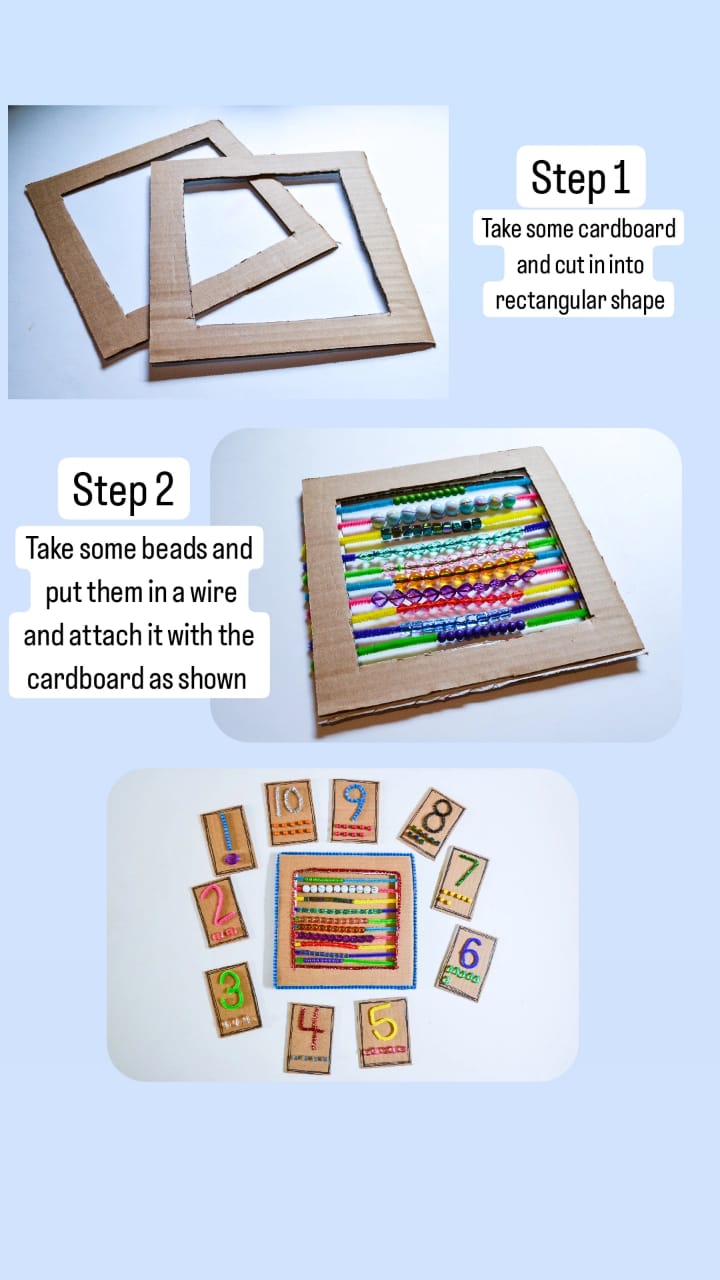 Step 1
Take some cardboard
and cut in into
rectangular shape
Step 2
Take some beads and
put them in a wire
and attach it with the
cardboard as shown
10
9
8
1
7
2
6
3
4
5